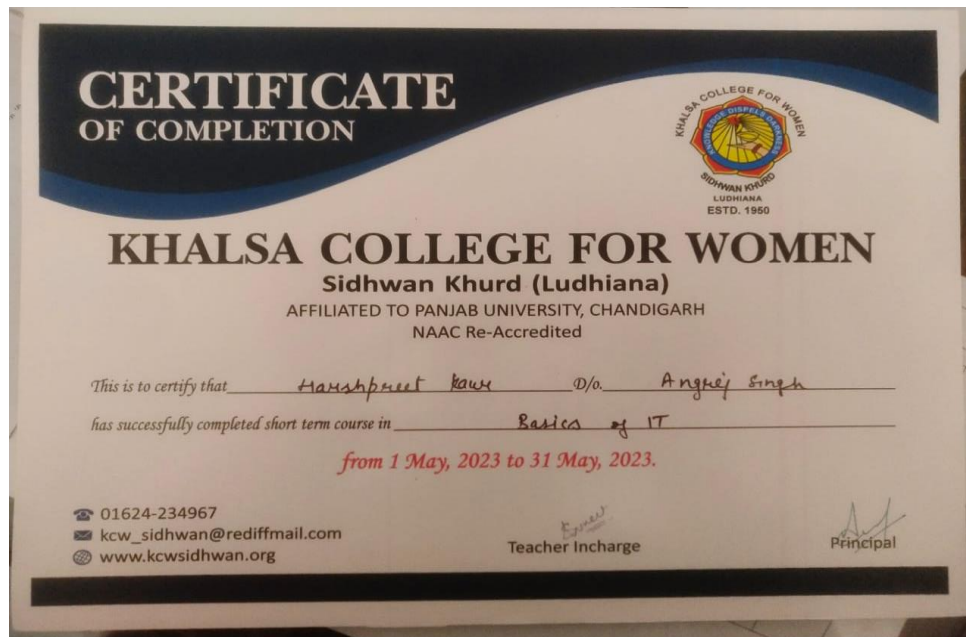 CERTIFICATE
OF COMPLETION
KHALSA COLLEGE FOR WOMEN
KNOWLEDGE DISPELS DARKNESS
SIDHWAN KHURD
LUDHIANA
ESTD. 1950
KHALSA COLLEGE FOR WOMEN
Sidhwan Khurd (Ludhiana)
AFFILIATED TO PANJAB UNIVERSITY, CHANDIGARH
NAAC Re-Accredited
This is to certify that Harshpreet Kaur D/o. Angrej Singh
has successfully completed short term course in Basics of IT
from 1 May, 2023 to 31 May, 2023.
01624-234967
kcw_sidhwan@rediffmail.com
www.kcwsidhwan.org
Teacher Incharge
Principal